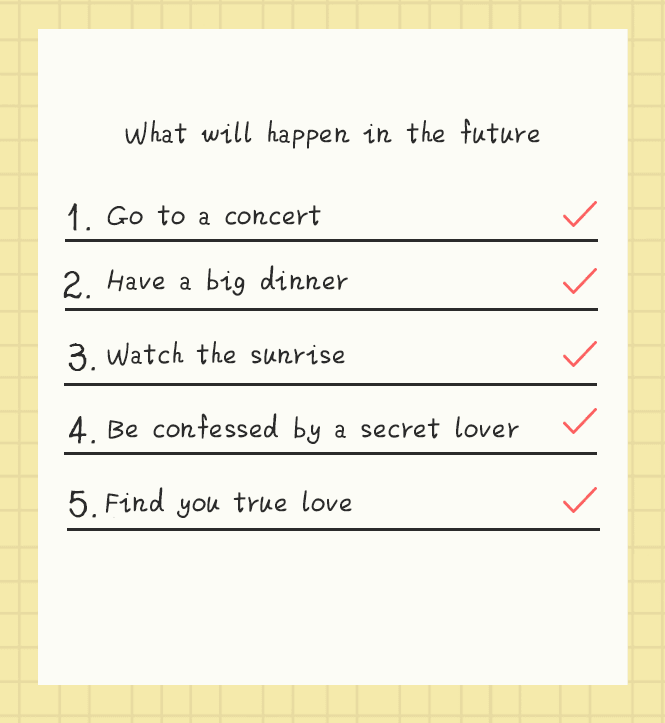 What will happen in the future
1. Go to a concert
2. Have a big dinner
3. Watch the sunrise
4. Be confessed by a secret lover
5. Find you true love